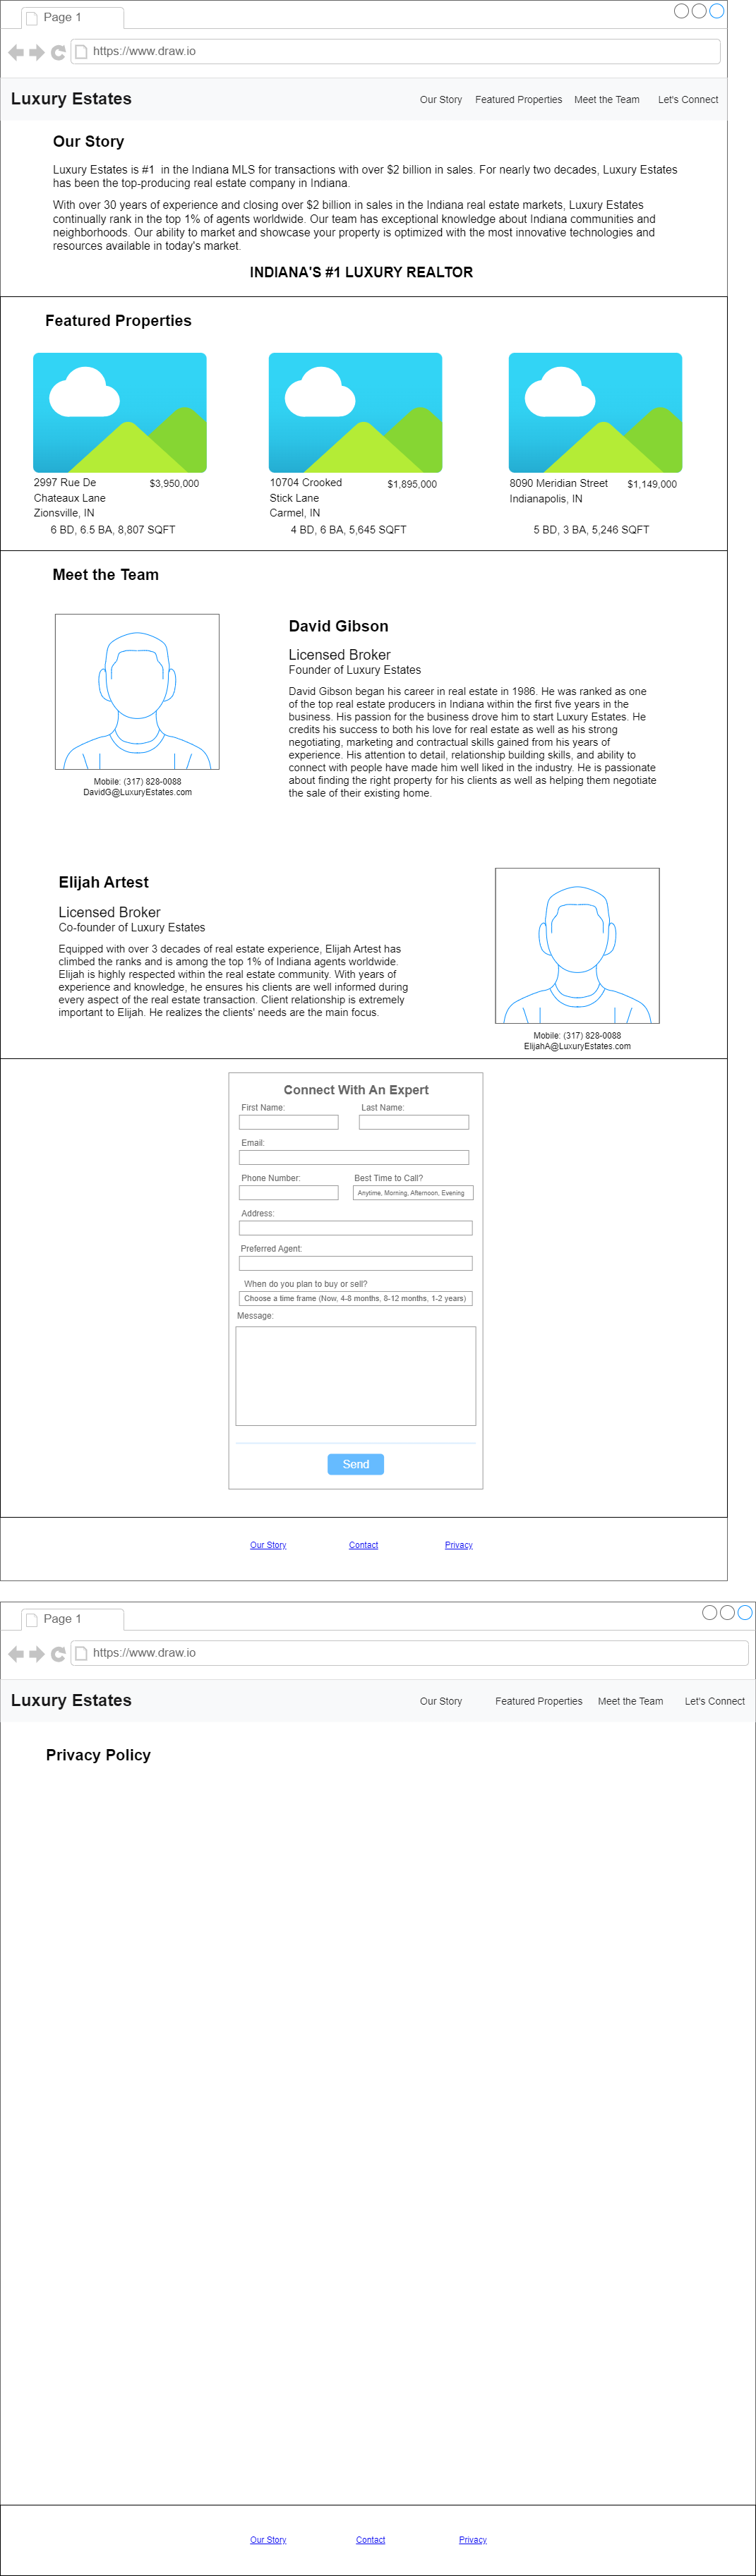 Page 1
https://www.draw.io
Luxury Estates
Our Story
Featured Properties
Meet the Team
Let's Connect
Our Story
Luxury Estates is #1 in the Indiana MLS for transactions with over $2 billion in sales. For nearly two decades, Luxury Estates
has been the top-producing real estate company in Indiana.
With over 30 years of experience and closing over $2 billion in sales in the Indiana real estate markets, Luxury Estates
continually rank in the top 1% of agents worldwide. Our team has exceptional knowledge about Indiana communities and
neighborhoods. Our ability to market and showcase your property is optimized with the most innovative technologies and
resources available in today's market.
INDIANA'S #1 LUXURY REALTOR
Featured Properties
2997 Rue De
Chateaux Lane
Zionsville, IN
$3,950,000
6 BD, 6.5 BA, 8,807 SQFT
10704 Crooked
Stick Lane
Carmel, IN
$1,895,000
4 BD, 6 BA, 5,645 SQFT
8090 Meridian Street
Indianapolis, IN
$1,149,000
5 BD, 3 BA, 5,246 SQFT
Meet the Team
Mobile: (317) 828-0088
DavidG@LuxuryEstates.com
David Gibson
Licensed Broker
Founder of Luxury Estates
David Gibson began his career in real estate in 1986. He was ranked as one
of the top real estate producers in Indiana within the first five years in the
business. His passion for the business drove him to start Luxury Estates. He
credits his success to both his love for real estate as well as his strong
negotiating, marketing and contractual skills gained from his years of
experience. His attention to detail, relationship building skills, and ability to
connect with people have made him well liked in the industry. He is passionate
about finding the right property for his clients as well as helping them negotiate
the sale of their existing home.
Elijah Artest
Licensed Broker
Co-founder of Luxury Estates
Equipped with over 3 decades of real estate experience, Elijah Artest has
climbed the ranks and is among the top 1% of Indiana agents worldwide.
Elijah is highly respected within the real estate community. With years of
experience and knowledge, he ensures his clients are well informed during
every aspect of the real estate transaction. Client relationship is extremely
important to Elijah. He realizes the clients' needs are the main focus.
Mobile: (317) 828-0088
ElijahA@LuxuryEstates.com
Connect With An Expert
First Name:
Last Name:
Email:
Phone Number:
Best Time to Call?
Anytime, Morning, Afternoon, Evening
Address:
Preferred Agent:
When do you plan to buy or sell?
Choose a time frame (Now, 4-8 months, 8-12 months, 1-2 years)
Message:
Send
Our Story
Contact
Privacy
Page 1
https://www.draw.io
Luxury Estates
Our Story
Featured Properties
Meet the Team
Let's Connect
Privacy Policy
Our Story
Contact
Privacy